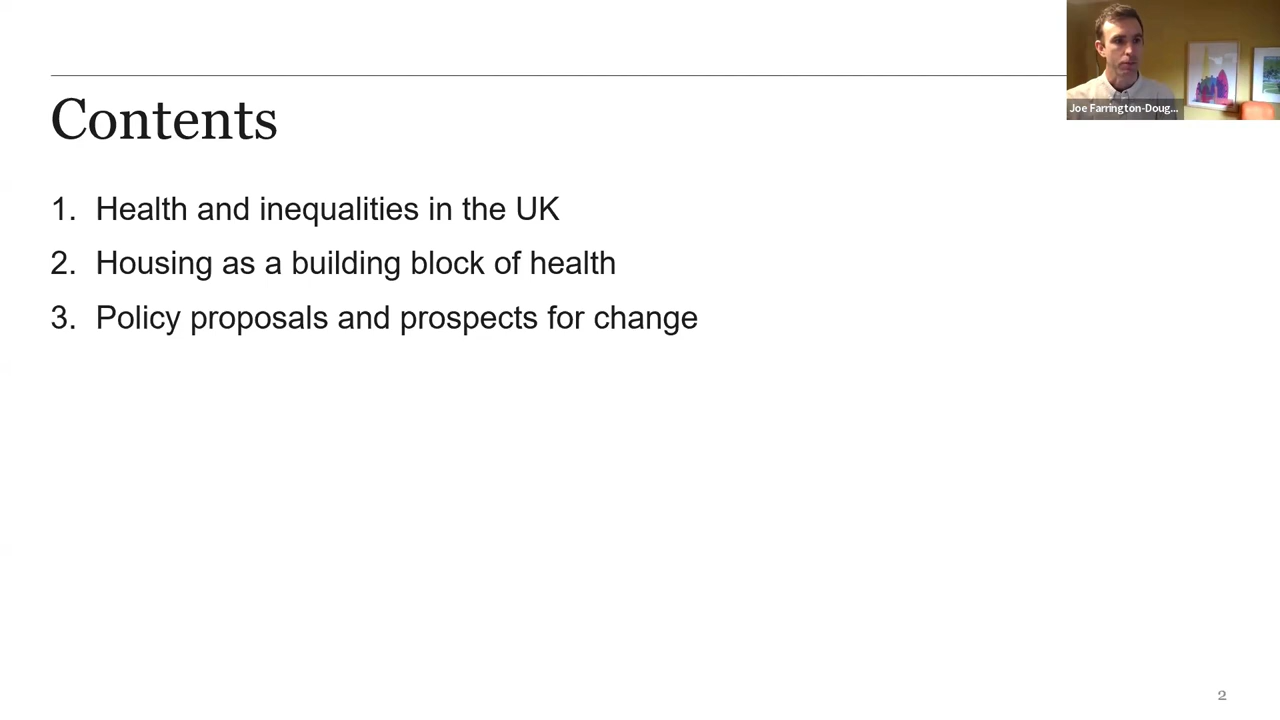 Contents
1. Health and inequalities in the UK
2. Housing as a building block of health
3. Policy proposals and prospects for change
Joe Farrington-Doug...
2